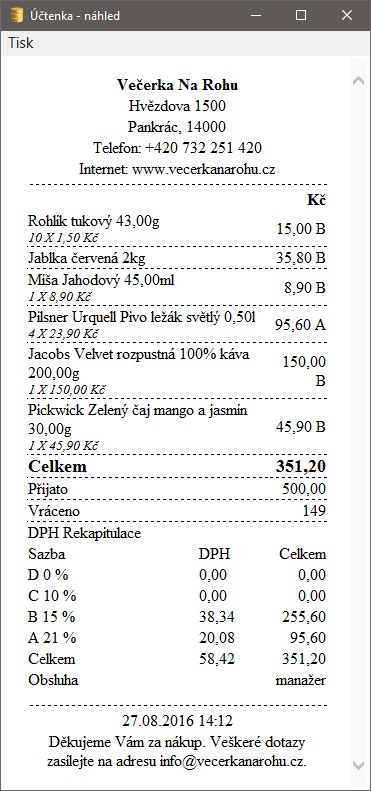 Účtenka - náhled
Tisk
Večerka Na Rohu
Hvězdova 1500
Pankrác, 14000
Telefon: +420 732 251 420
Internet: www.vecerkanarohu.cz
Kč
Rohlík tukový 43,00g 15,00 B
10 X 1,50 Kč
Jablka červená 2kg 35,80 B
Míša Jahodový 45,00ml 8,90 B
1 X 8,90 Kč
Pilsner Urquell Pivo ležák světlý 0,50l 95,60 A
4 X 23,90 Kč
Jacobs Velvet rozpustná 100% káva 150,00
200,00g B
1 X 150,00 Kč
Pickwick Zelený čaj mango a jasmin
30,00g 45,90 B
1 X 45,90 Kč
Celkem 351,20
Přijato 500,00
Vráceno 149
DPH Rekapitulace
Sazba DPH Celkem
D 0 % 0,00 0,00
C 10 % 0,00 0,00
B 15 % 38,34 255,60
A 21 % 20,08 95,60
Celkem 58,42 351,20
Obsluha manažer
27.08.2016 14:12
Děkujeme Vám za nákup. Veškeré dotazy
zasílejte na adresu info@vecerkanarohu.cz.